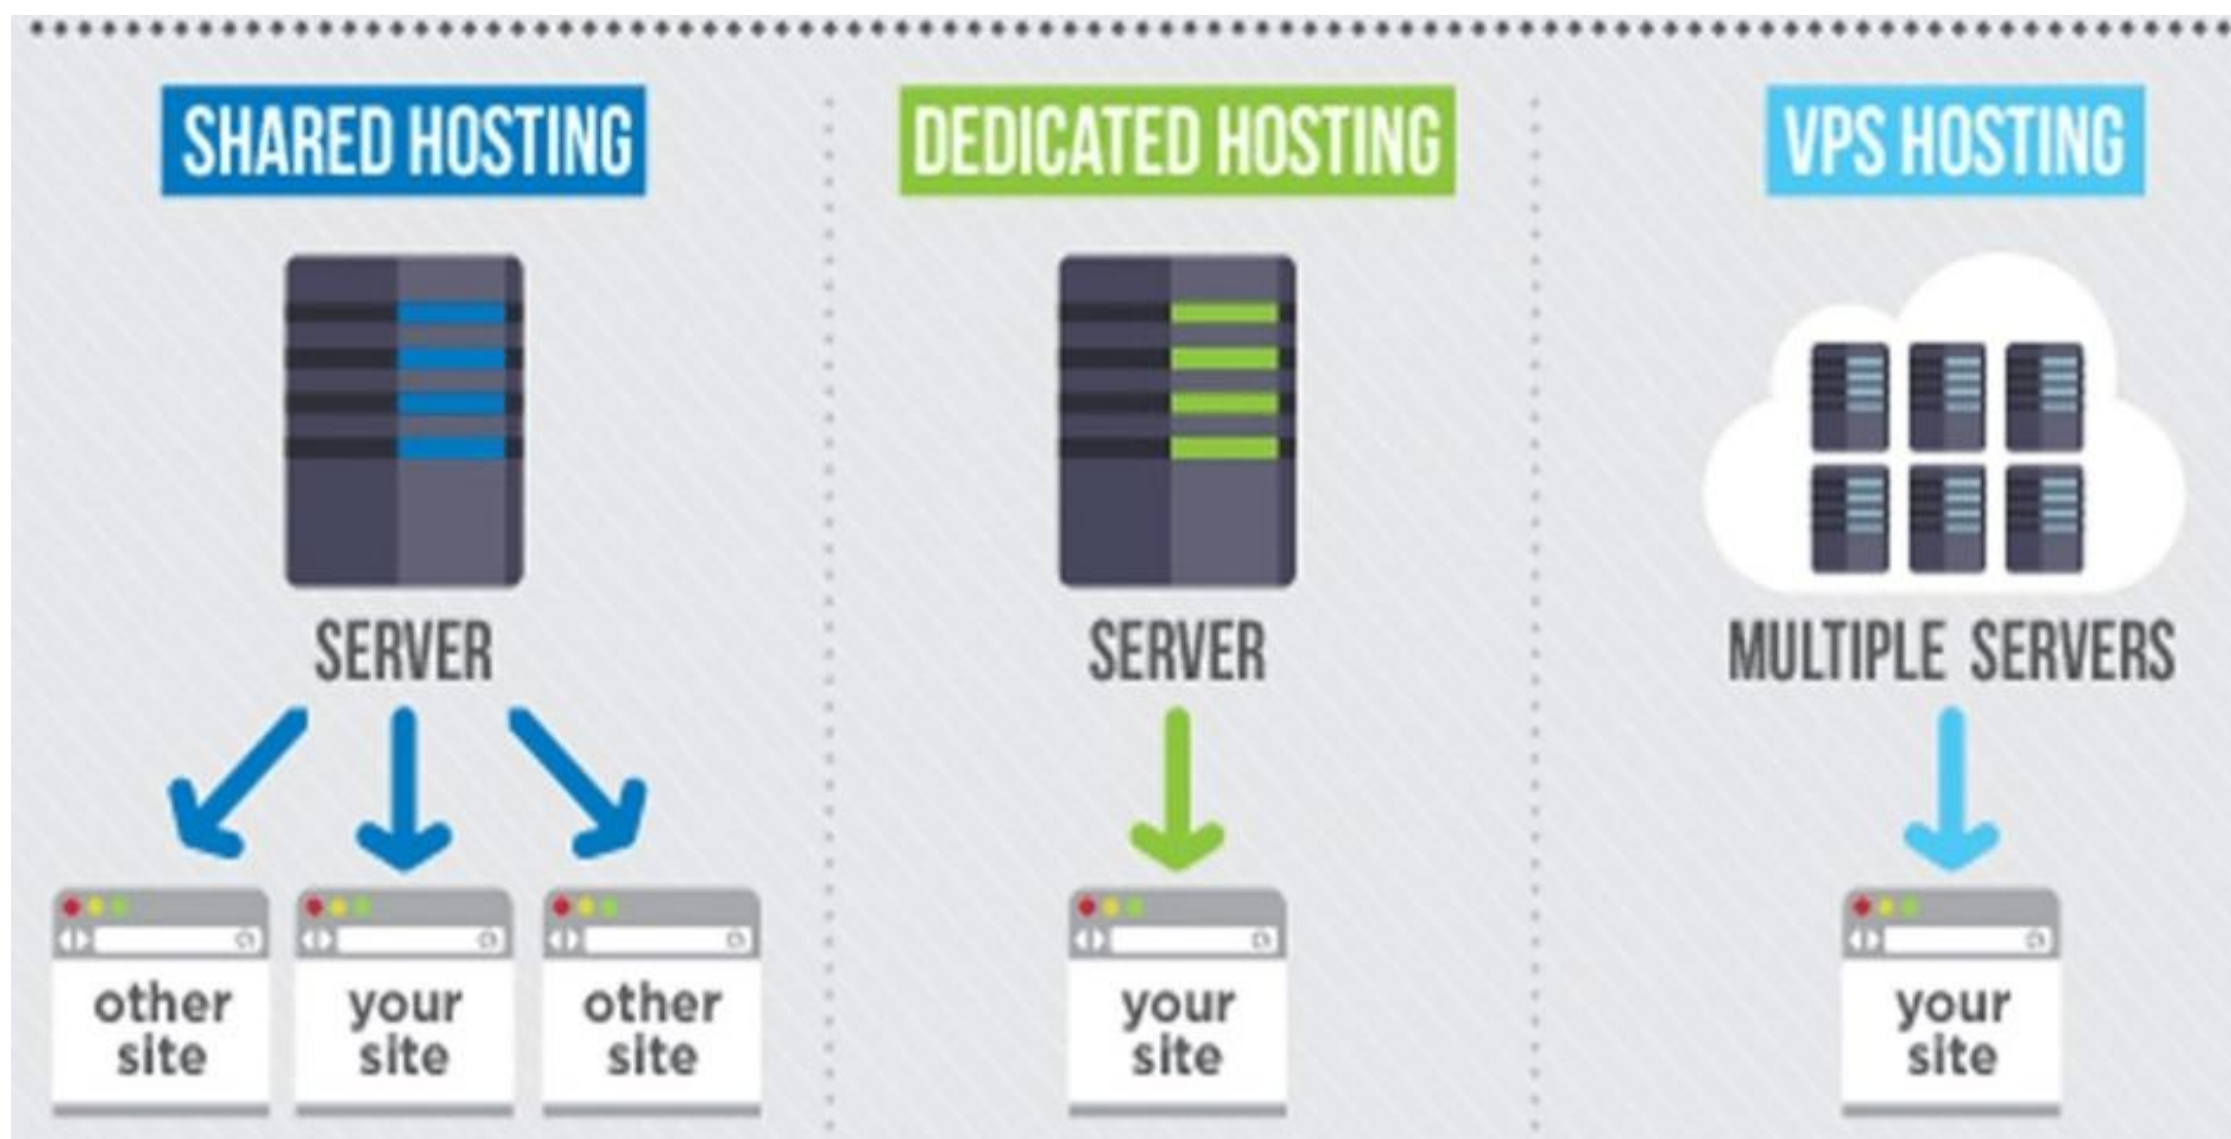 SHARED HOSTING
SERVER
other
site
your
site
other
site
DEDICATED HOSTING
SERVER
your
site
VPS HOSTING
MULTIPLE SERVERS
your
site